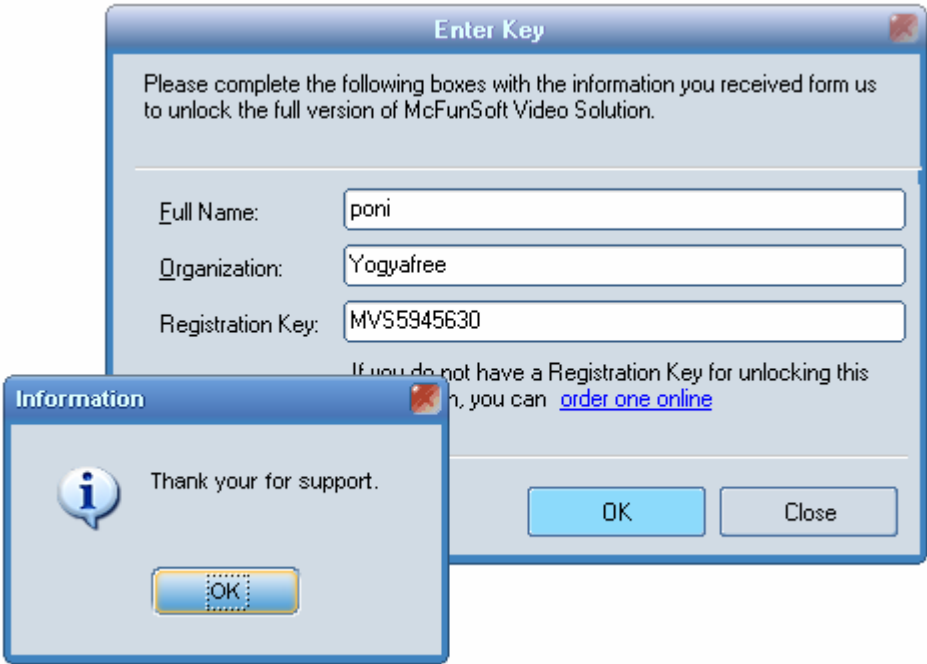 Enter Key
Please complete the following boxes with the information you received form us
to unlock the full version of McFunSoft Video Solution.
Full Name: poni
Organization: Yogyafree
Registration Key: MVS5945630
If you do not have a Registration Key for unlocking this
, you can order one online
OK Close
Information
Thank your for support.
OK